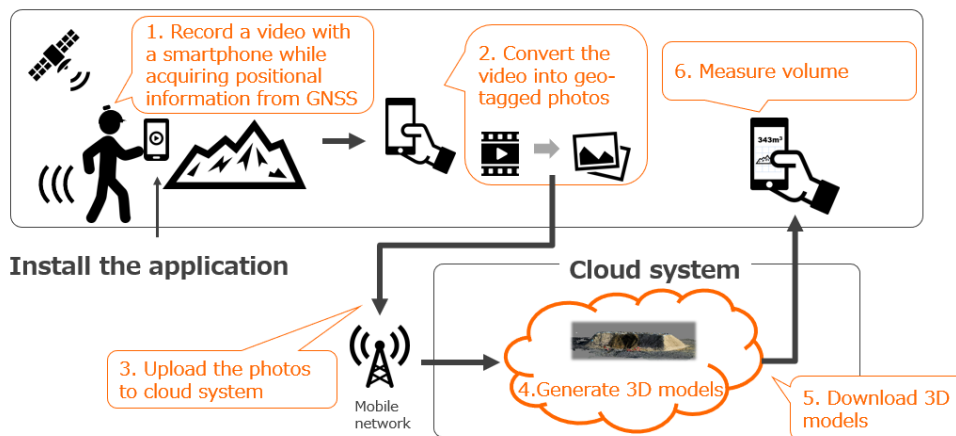 1. Record a video with
a smartphone while
acquiring positional
information from GNSS
2. Convert the
video into geo-
tagged photos
6. Measure volume
343m³
Install the application
Cloud system
3. Upload the photos
to cloud system
Mobile
network
4.Generate 3D models
5. Download 3D
models